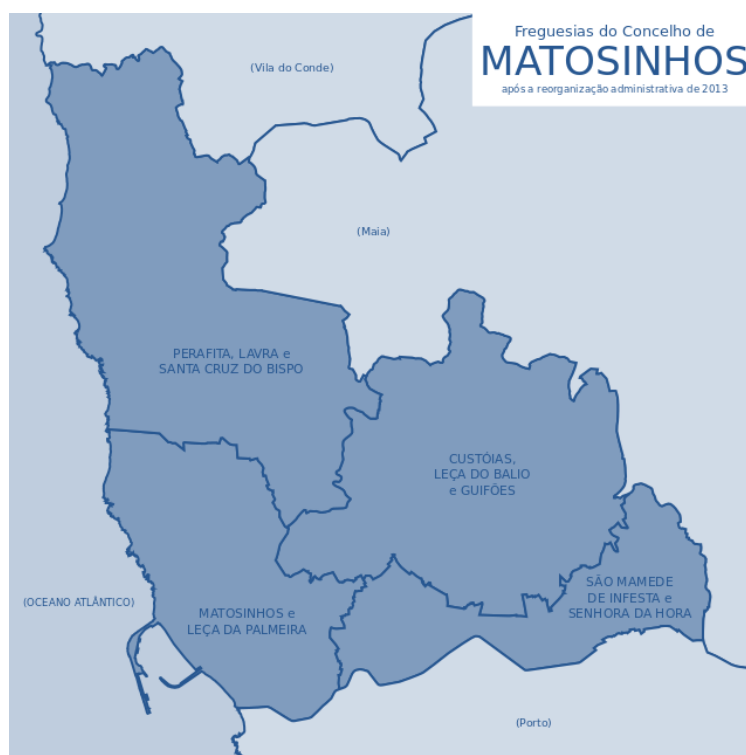 Freguesias do Concelho de
MATOSINHOS
após a reorganização administrativa de 2013
(Vila do Conde)
(Maia)
PERAFITA, LAVRA e
SANTA CRUZ DO BISPO
CUSTÓIAS,
LEÇA DO BALIO
e GUIFÕES
SÃO MAMEDE
DE INFESTA e
SENHORA DA HORA
(OCEANO ATLÂNTICO)
MATOSINHOS e
LEÇA DA PALMEIRA
(Porto)